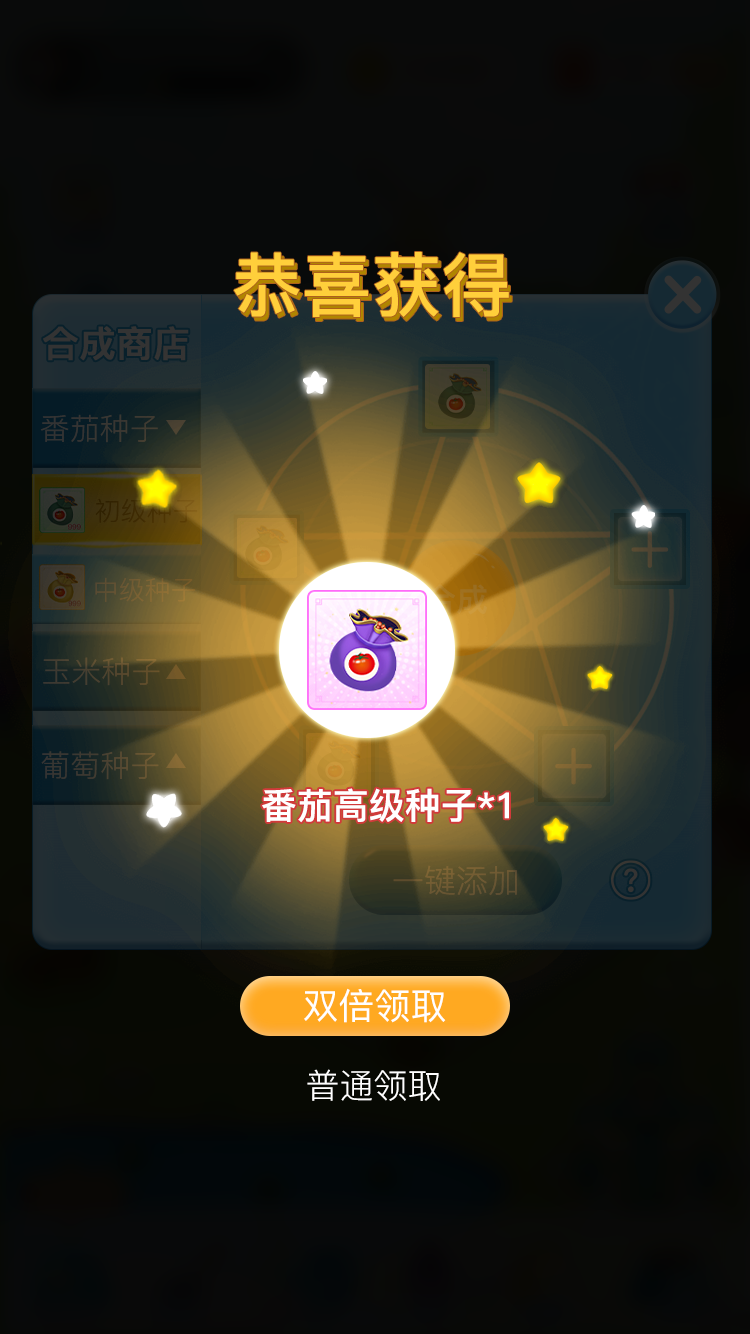 恭喜获得
合成商店
番茄种子
初级种子
合成
中级种子
玉米种子
葡萄种子
番茄高级种子*1
一键添加
?
双倍领取
普通领取